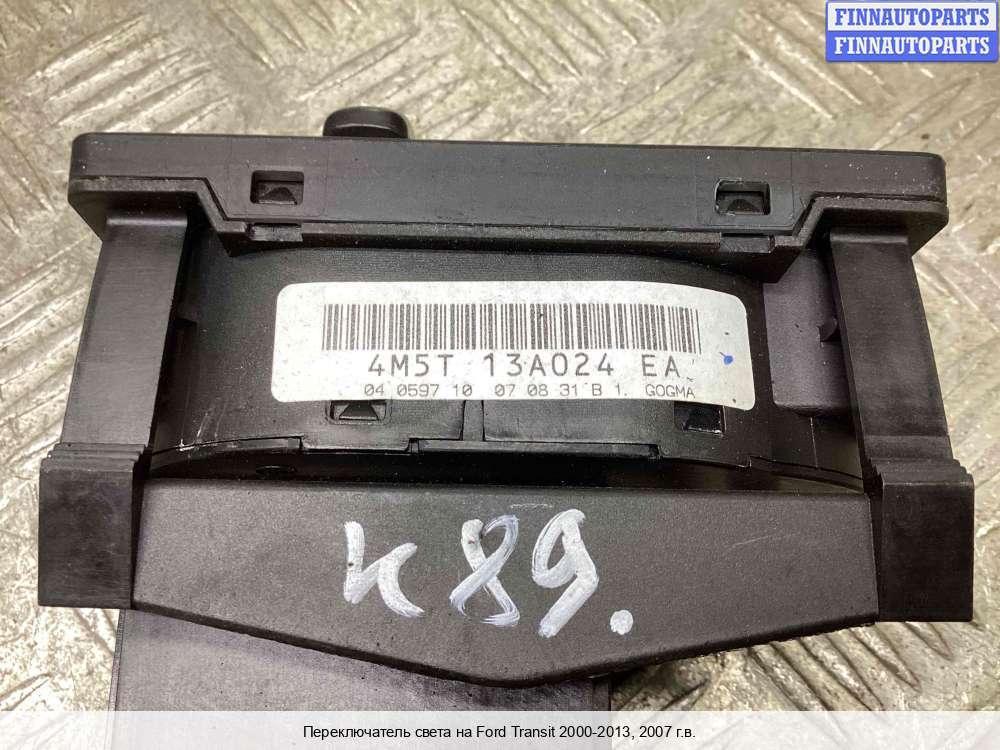 FINNAUTOPARTS
FINNAUTOPARTS
4M5T 13A024 EA
04 0597 10 07 08 31 B 1. GOGMA
K89.
Переключатель света на Ford Transit 2000-2013, 2007 г.в.